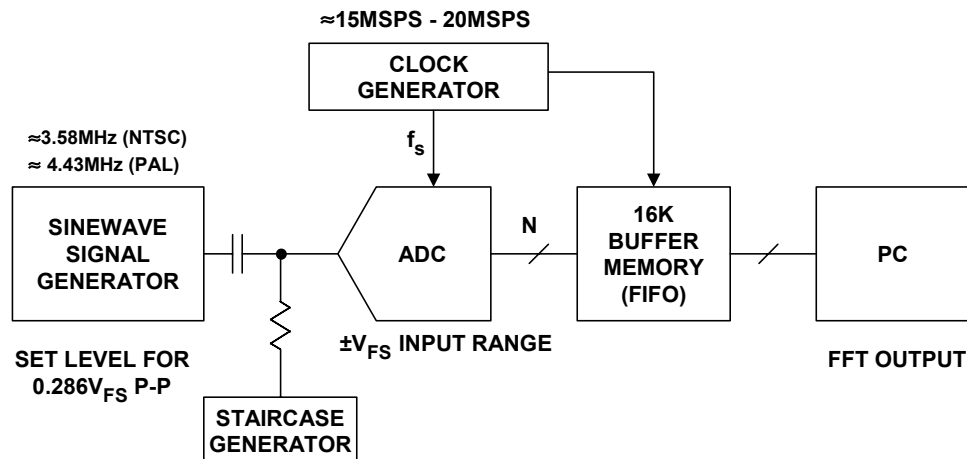 ≈15MSPS - 20MSPS
CLOCK
GENERATOR
≈3.58MHz (NTSC)
≈ 4.43MHz (PAL)
fs
SINEWAVE
SIGNAL
GENERATOR
ADC
N
16K
BUFFER
MEMORY
(FIFO)
PC
±VFS INPUT RANGE
SET LEVEL FOR
0.286VFS P-P
FFT OUTPUT
STAIRCASE
GENERATOR